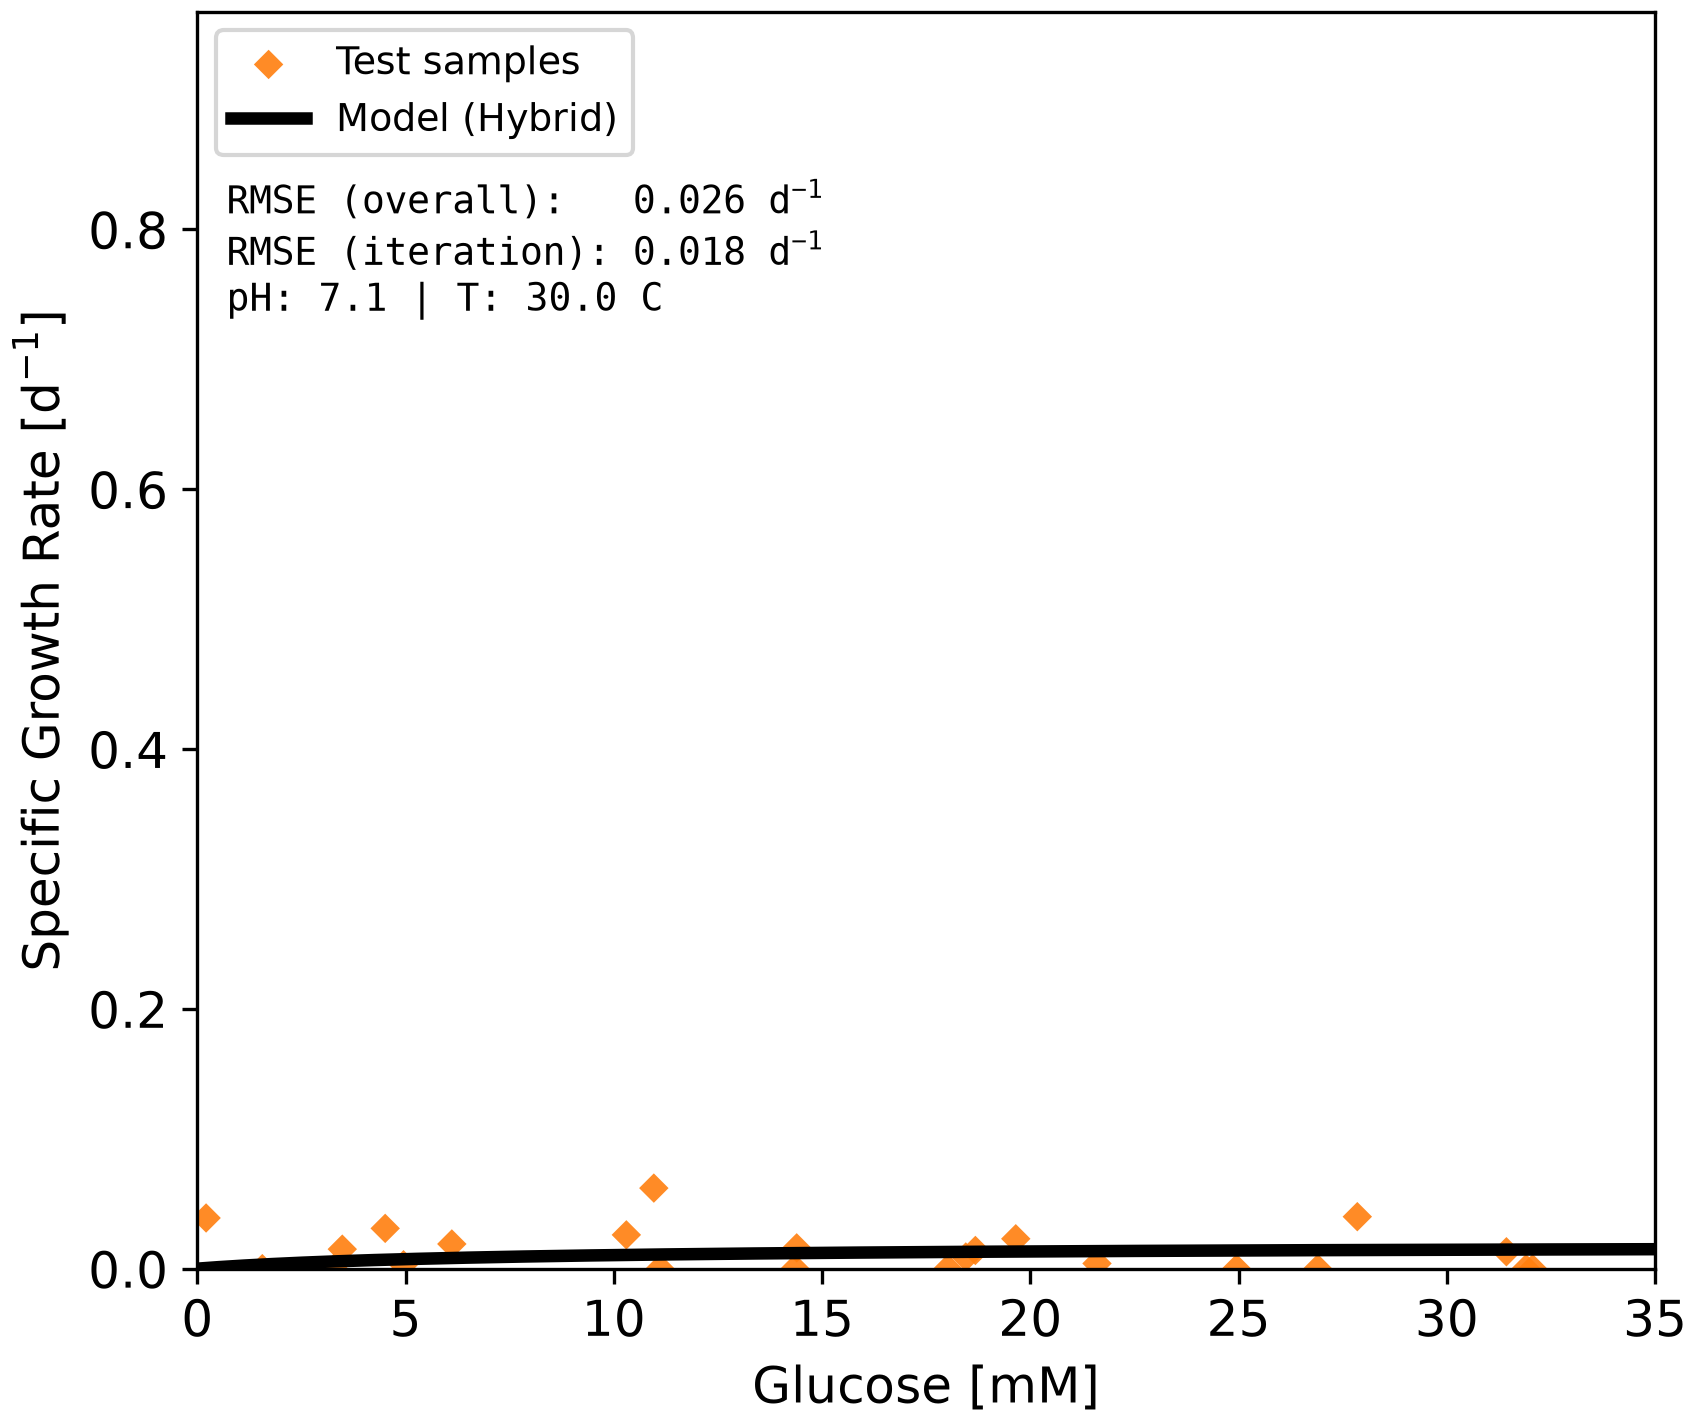 Test samples
Model (Hybrid)
RMSE (overall):   0.026 d⁻¹
RMSE (iteration): 0.018 d⁻¹
pH: 7.1 | T: 30.0 C
Specific Growth Rate [d⁻¹]
0.8
0.6
0.4
0.2
0.0
0 5 10 15 20 25 30 35
Glucose [mM]